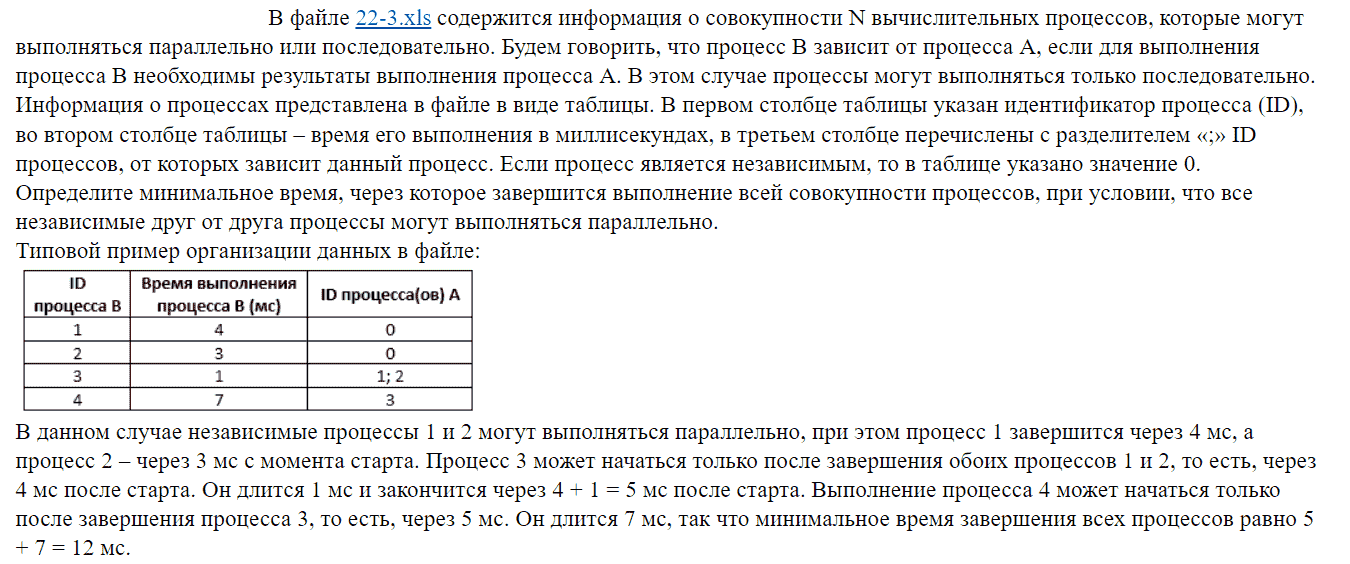 В файле 22-3.xls содержится информация о совокупности N вычислительных процессов, которые могут
выполняться параллельно или последовательно. Будем говорить, что процесс B зависит от процесса A, если для выполнения
процесса B необходимы результаты выполнения процесса A. В этом случае процессы могут выполняться только последовательно.
Информация о процессах представлена в файле в виде таблицы. В первом столбце таблицы указан идентификатор процесса (ID),
во втором столбце таблицы – время его выполнения в миллисекундах, в третьем столбце перечислены с разделителем «;» ID
процессов, от которых зависит данный процесс. Если процесс является независимым, то в таблице указано значение 0.
Определите минимальное время, через которое завершится выполнение всей совокупности процессов, при условии, что все
независимые друг от друга процессы могут выполняться параллельно.
Типовой пример организации данных в файле:
ID
процесса B
Время выполнения
процесса B (мс)
ID процесса(ов) A
1 4 0
2 3 0
3 1 1; 2
4 7 3
В данном случае независимые процессы 1 и 2 могут выполняться параллельно, при этом процесс 1 завершится через 4 мс, а
процесс 2 – через 3 мс с момента старта. Процесс 3 может начаться только после завершения обоих процессов 1 и 2, то есть, через
4 мс после старта. Он длится 1 мс и закончится через 4 + 1 = 5 мс после старта. Выполнение процесса 4 может начаться только
после завершения процесса 3, то есть, через 5 мс. Он длится 7 мс, так что минимальное время завершения всех процессов равно 5
+ 7 = 12 мс.